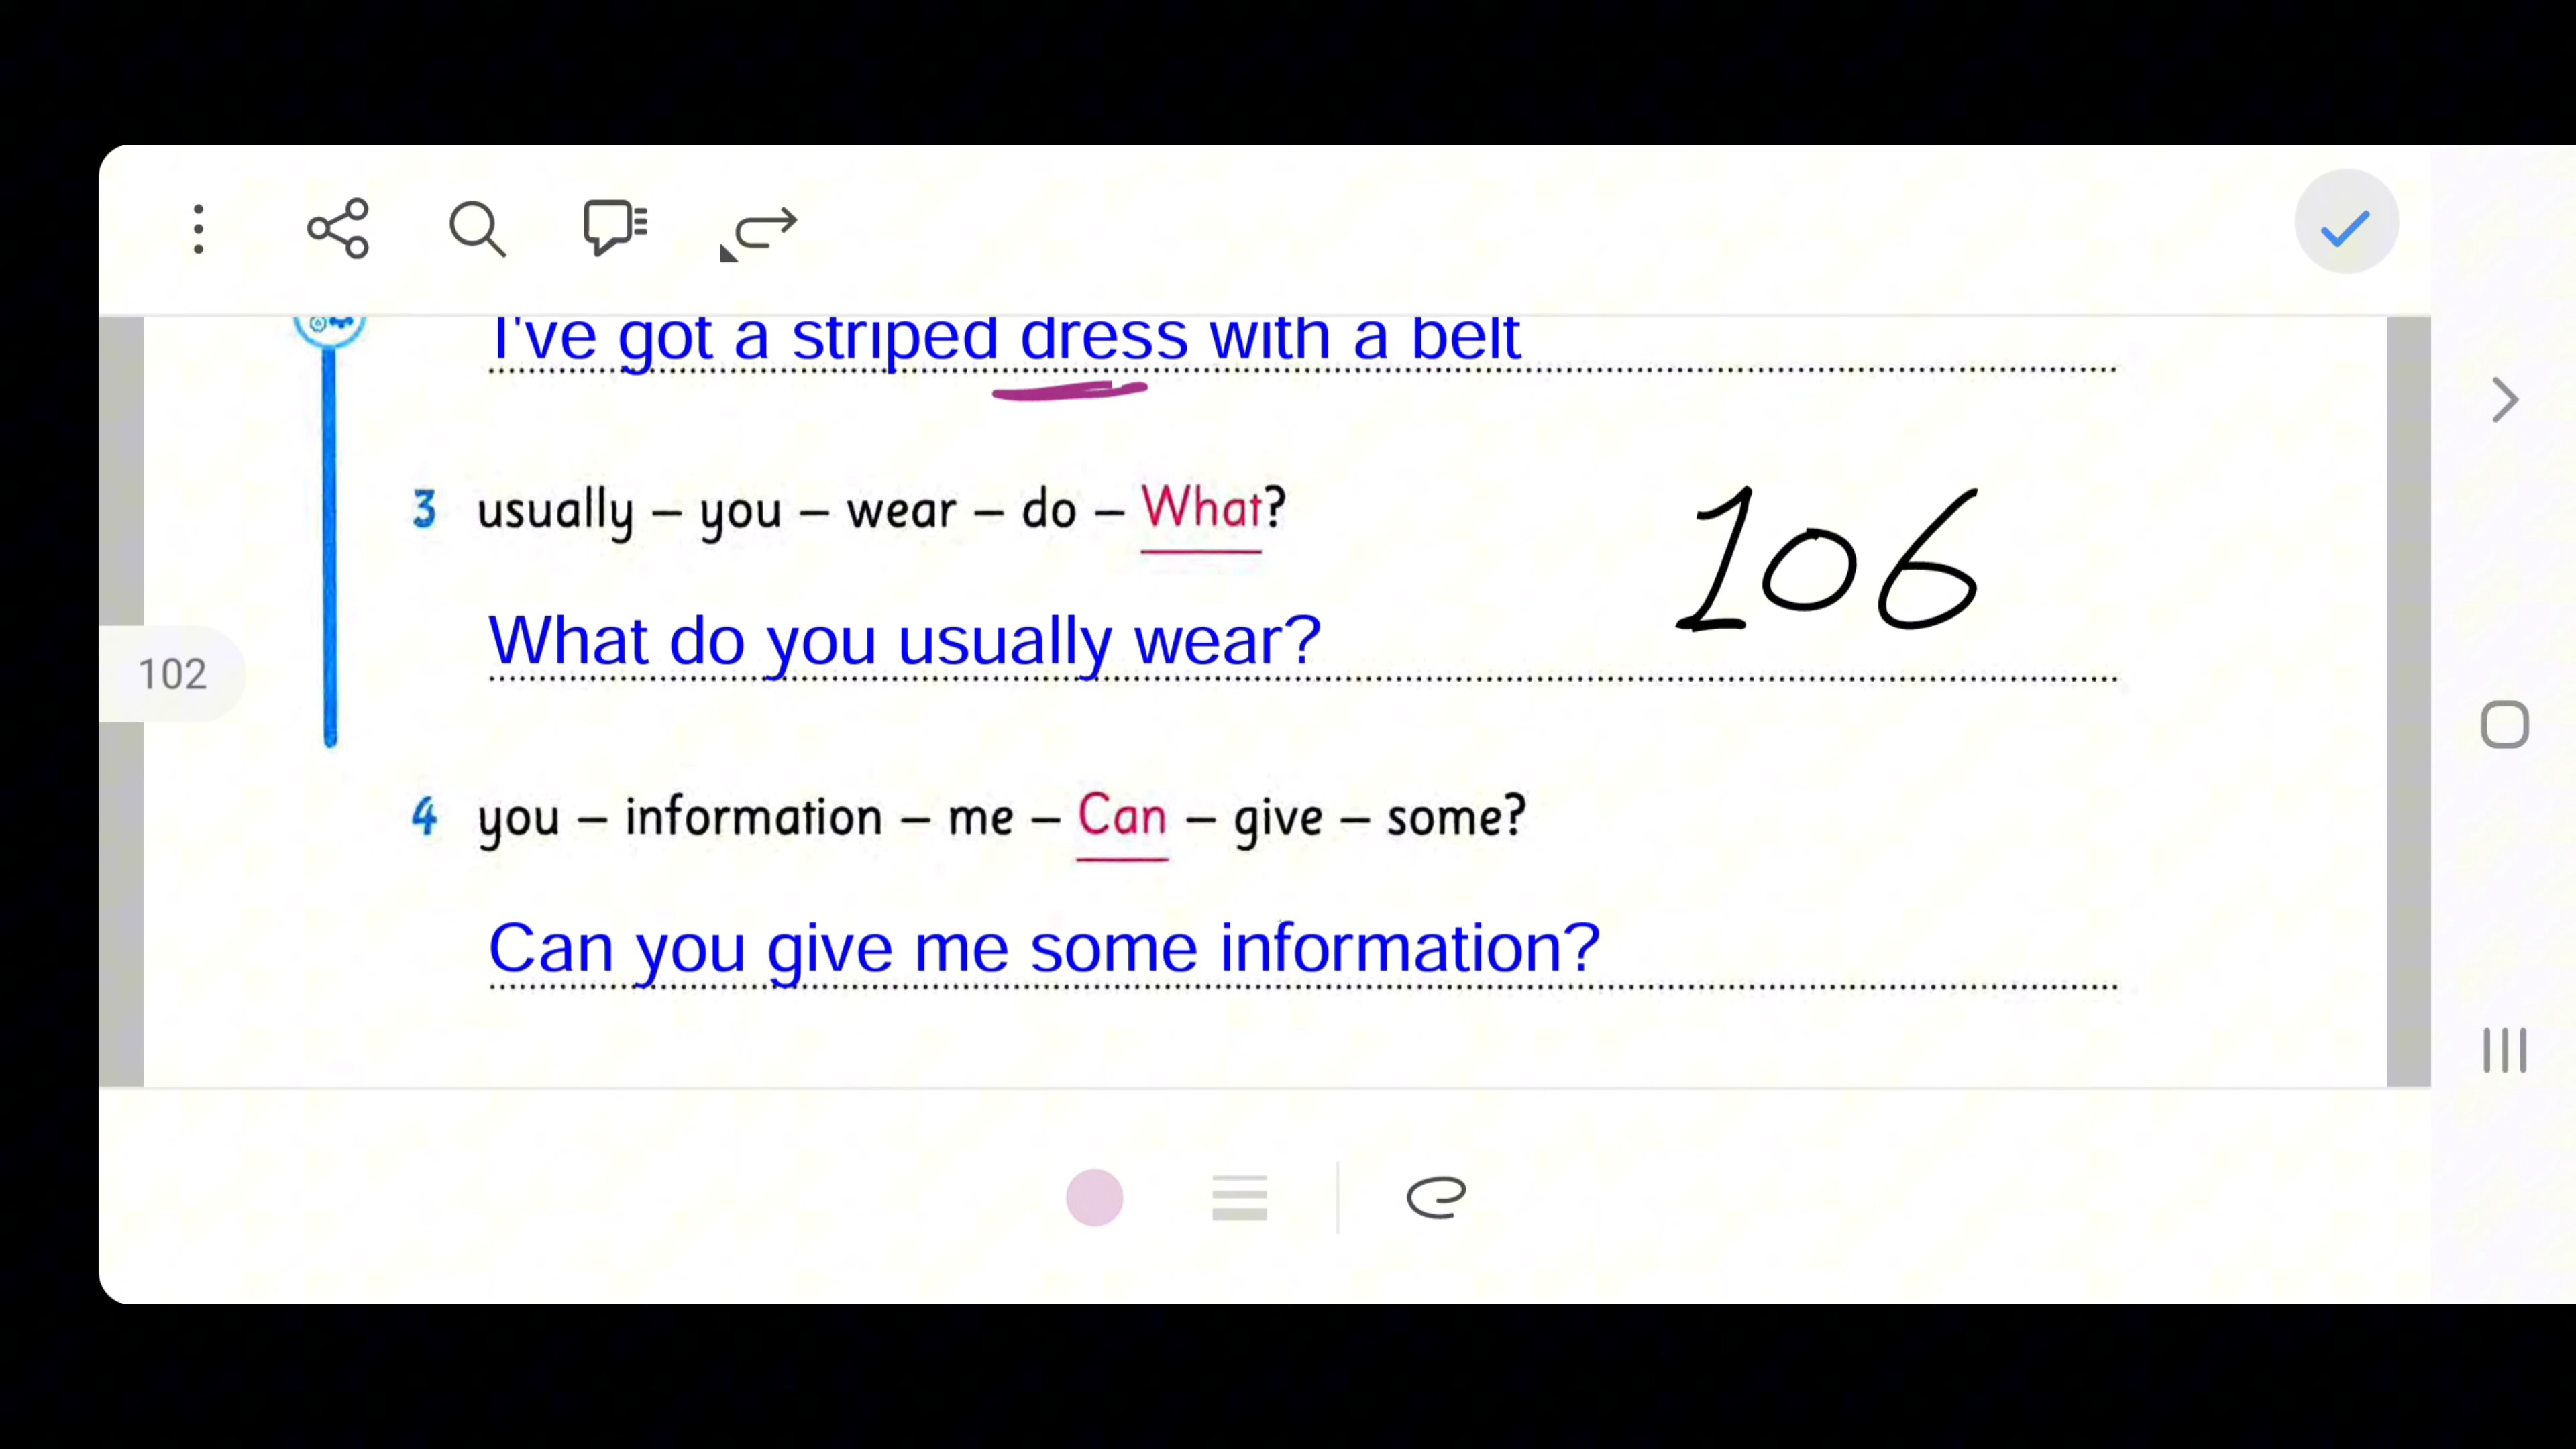 I've got a striped dress with a belt
3 usually – you – wear – do – What?
106
What do you usually wear?
102
4 you – information – me – Can – give – some?
Can you give me some information?